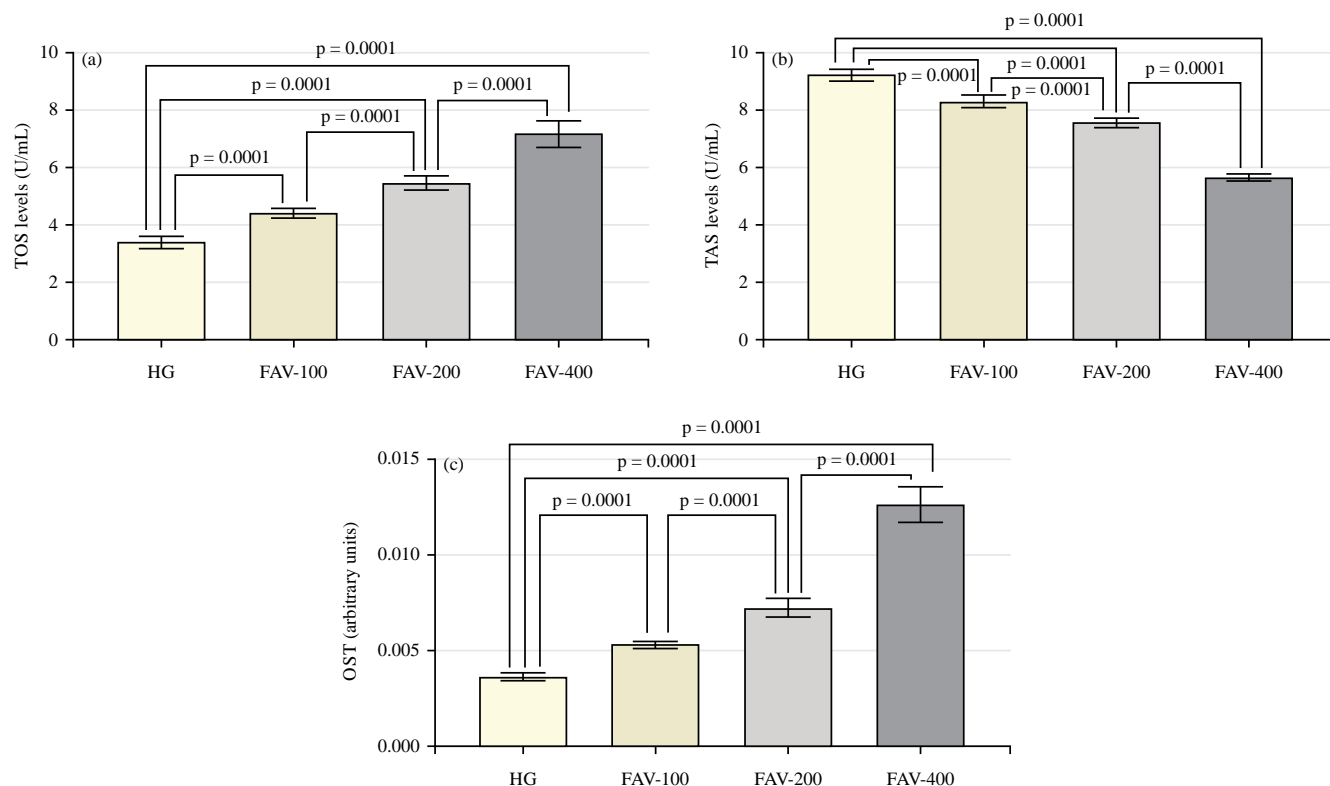 (a)
TOS levels (U/mL)
10
8
6
4
2
0
p = 0.0001
p = 0.0001
p = 0.0001
p = 0.0001
p = 0.0001
HG
FAV-100
FAV-200
FAV-400
(b)
TAS levels (U/mL)
10
8
6
4
2
0
p = 0.0001
p = 0.0001
p = 0.0001
p = 0.0001
p = 0.0001
HG
FAV-100
FAV-200
FAV-400
(c)
OST (arbitrary units)
0.015
0.010
0.005
0.000
p = 0.0001
p = 0.0001
p = 0.0001
p = 0.0001
p = 0.0001
HG
FAV-100
FAV-200
FAV-400